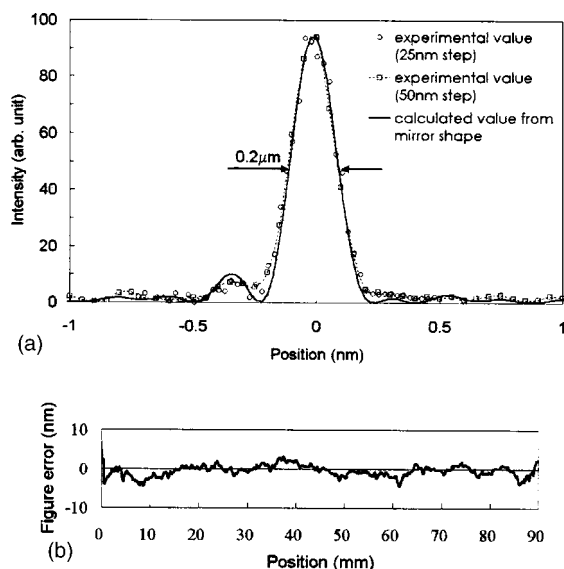 100
80
60
40
20
0
Intensity (arb. unit)
0.2μm
experimental value
(25nm step)
experimental value
(50nm step)
calculated value from
mirror shape
-1
-0.5
0
0.5
1
Position (nm)
(a)
10
0
-10
Figure error (nm)
0
10
20
30
40
50
60
70
80
90
Position (mm)
(b)